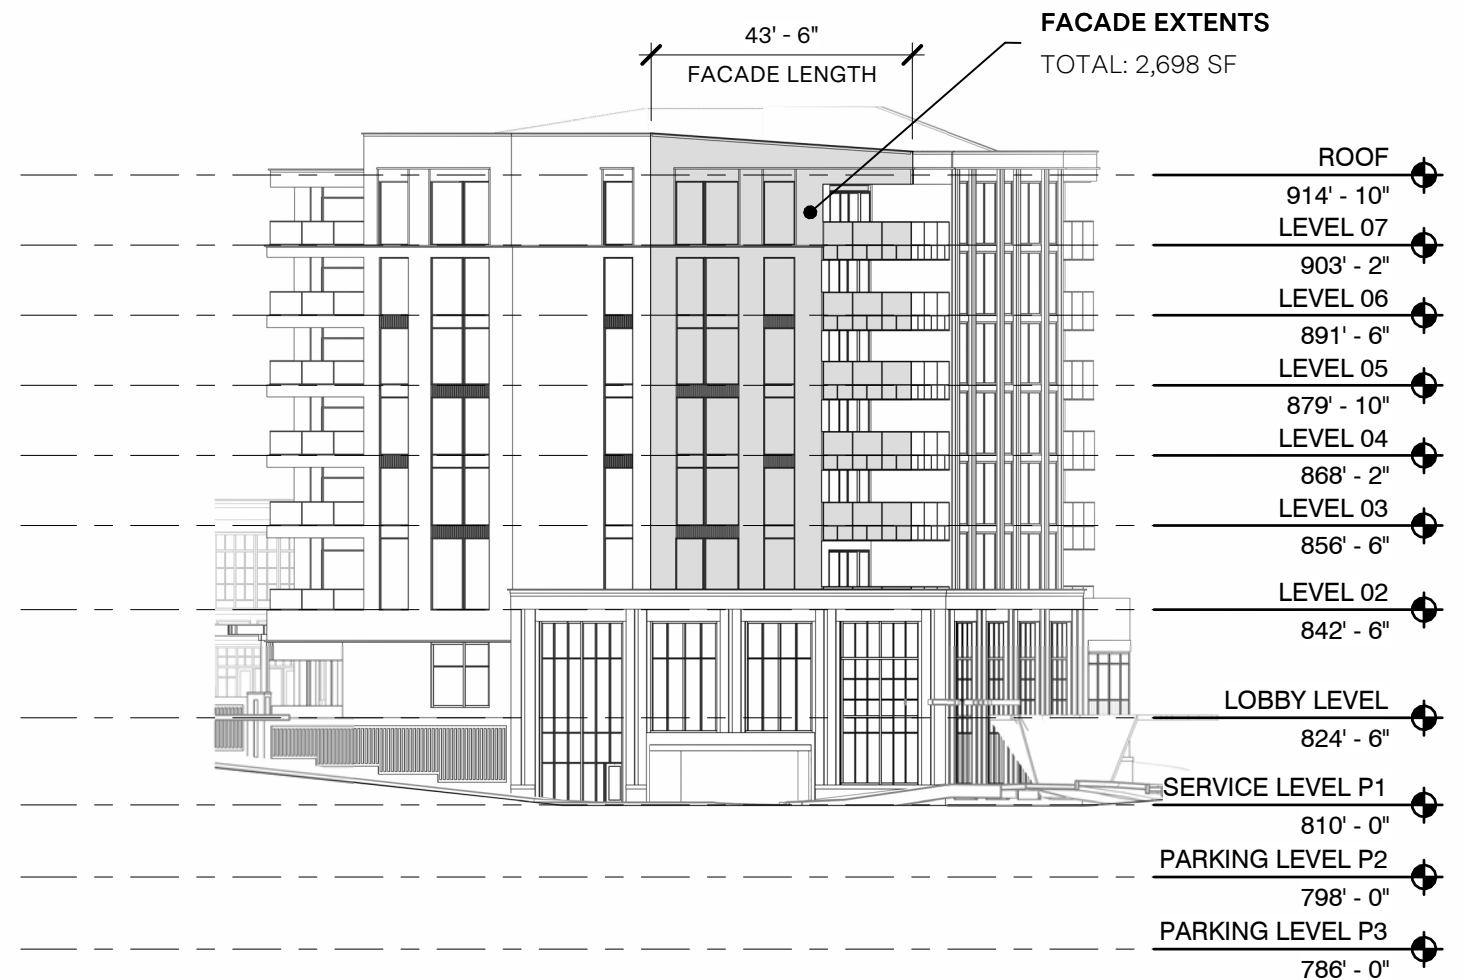 43' - 6"
FACADE LENGTH
FACADE EXTENTS
TOTAL: 2,698 SF
ROOF
914' - 10"
LEVEL 07
903' - 2"
LEVEL 06
891' - 6"
LEVEL 05
879' - 10"
LEVEL 04
868' - 2"
LEVEL 03
856' - 6"
LEVEL 02
842' - 6"
LOBBY LEVEL
824' - 6"
SERVICE LEVEL P1
810' - 0"
PARKING LEVEL P2
798' - 0"
PARKING LEVEL P3
786' - 0"